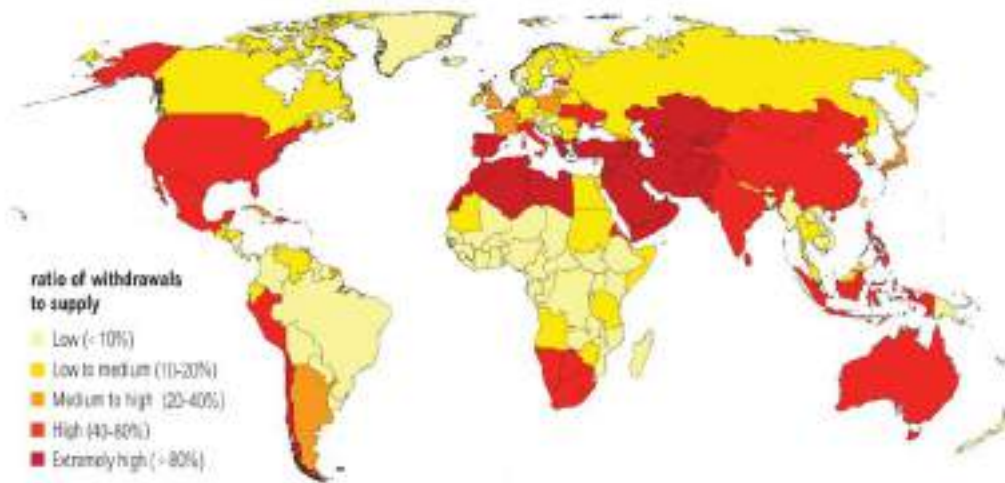 ratio of withdrawals
to supply
Low (< 10%)
Low to medium (10-20%)
Medium to high (20-40%)
High (40-80%)
Extremely high (> 80%)